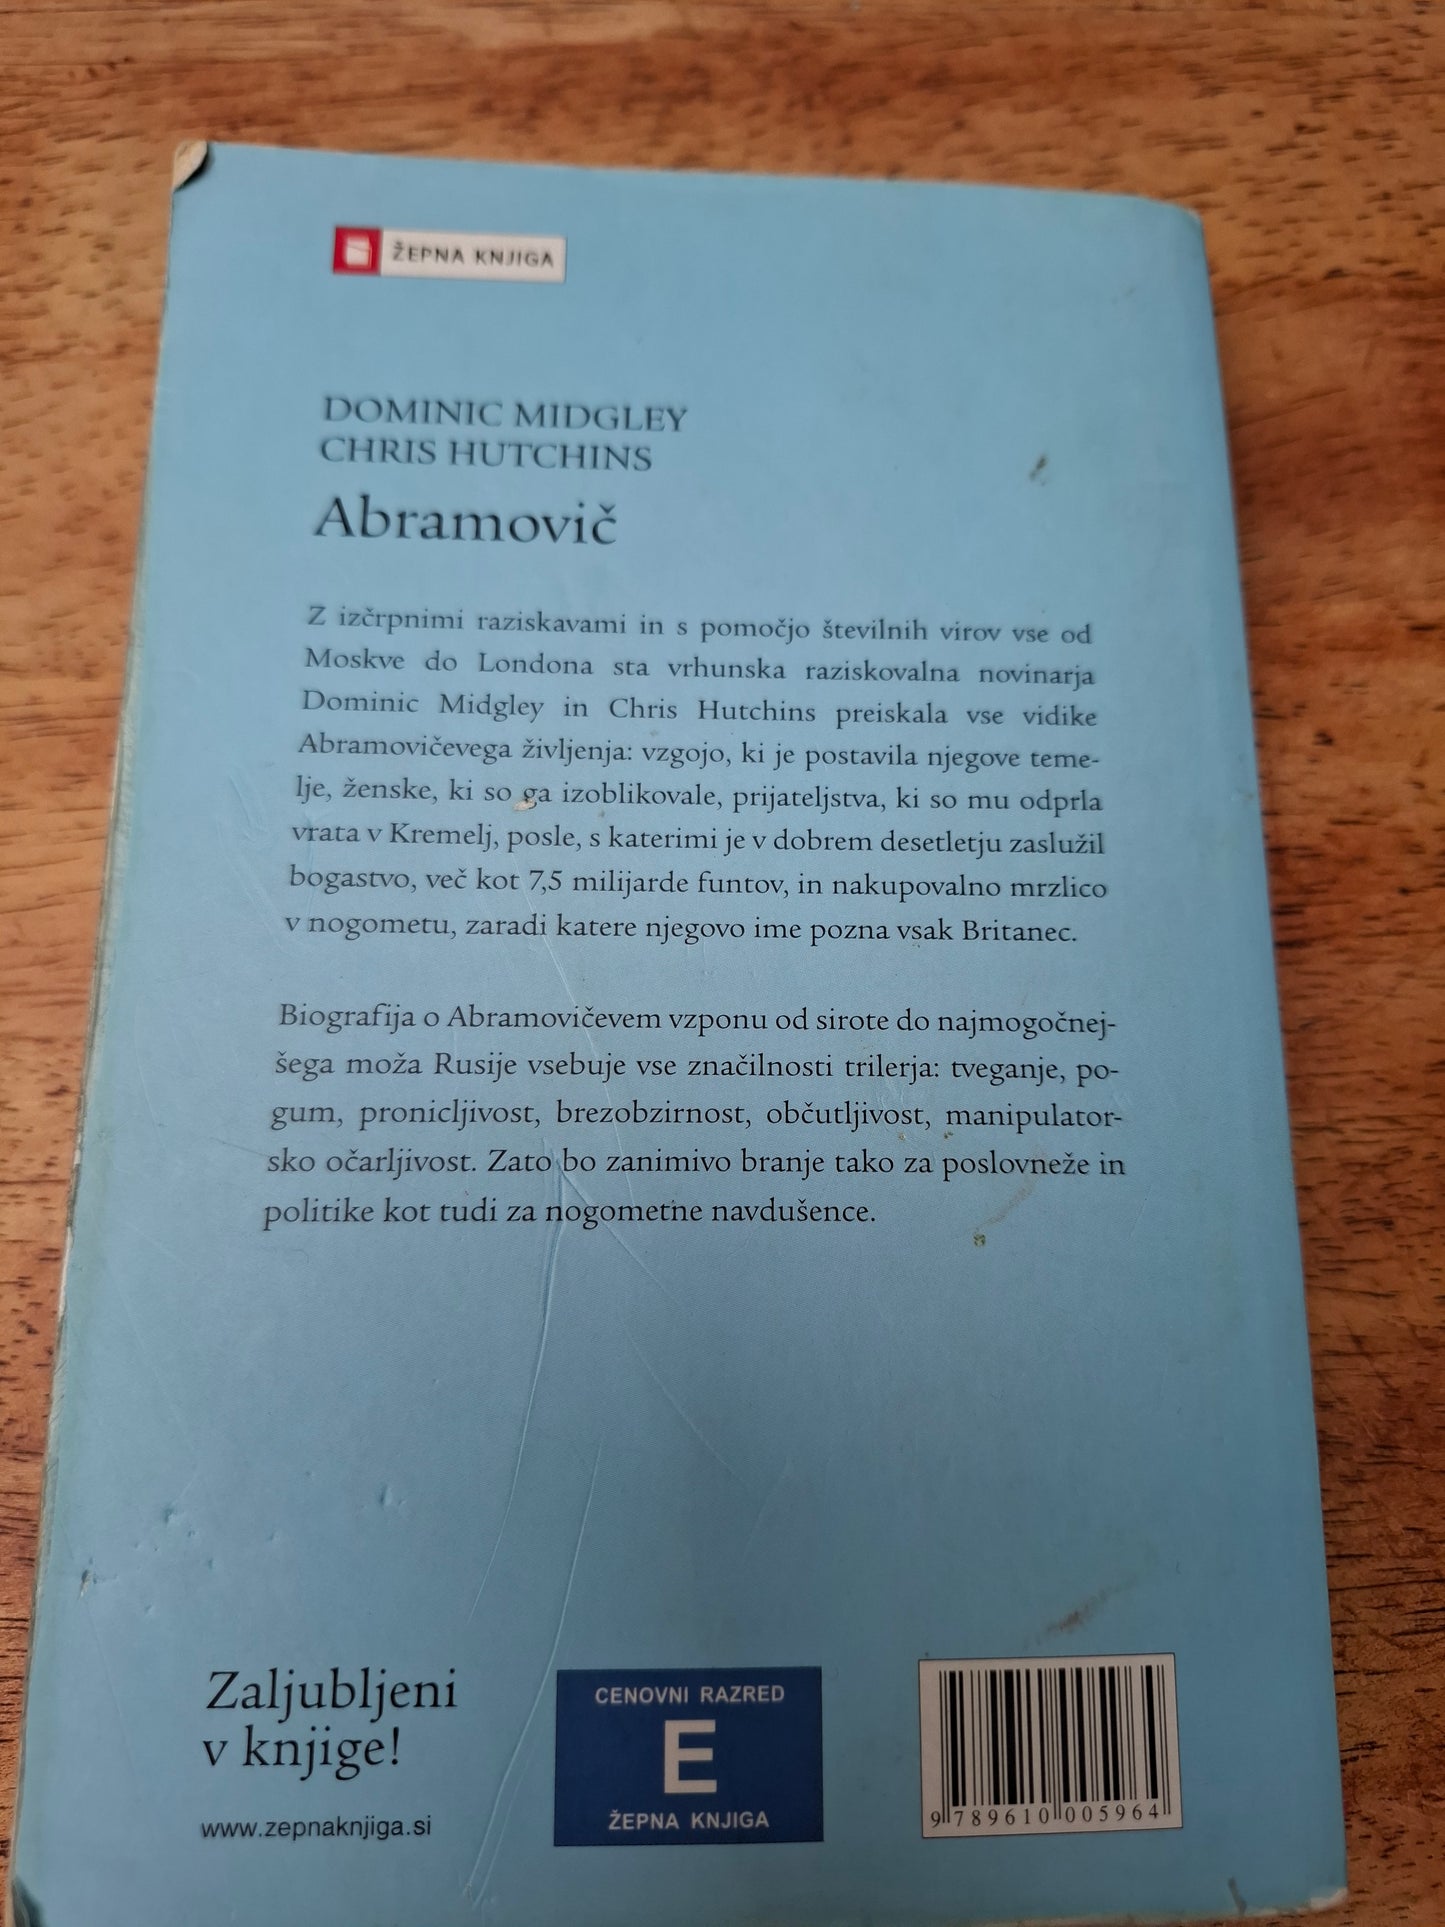 ŽEPNA KNJIGA
DOMINIC MIDGLEY
CHRIS HUTCHINS
Abramovič
Z izčrpnimi raziskavami in s pomočjo številnih virov vse od
Moskve do Londona sta vrhunska raziskovalna novinarja
Dominic Midgley in Chris Hutchins preiskala vse vidike
Abramovičevega življenja: vzgojo, ki je postavila njegove teme-
lje, ženske, ki so ga izoblikovale, prijateljstva, ki so mu odprla
vrata v Kremelj, posle, s katerimi je v dobrem desetletju zaslužil
bogastvo, več kot 7,5 milijarde funtov, in nakupovalno mrzlico
v nogometu, zaradi katere njegovo ime pozna vsak Britanec.
Biografija o Abramovičevem vzponu od sirote do najmogočnej-
šega moža Rusije vsebuje vse značilnosti trilerja: tveganje, po-
gum, pronicljivost, brezobzirnost, občutljivost, manipulator-
sko očarljivost. Zato bo zanimivo branje tako za poslovneže in
politike kot tudi za nogometne navdušence.
Zaljubljeni
v knjige!
www.zepnaknjiga.si
CENOVNI RAZRED
E
ŽEPNA KNJIGA
9 789610 005964